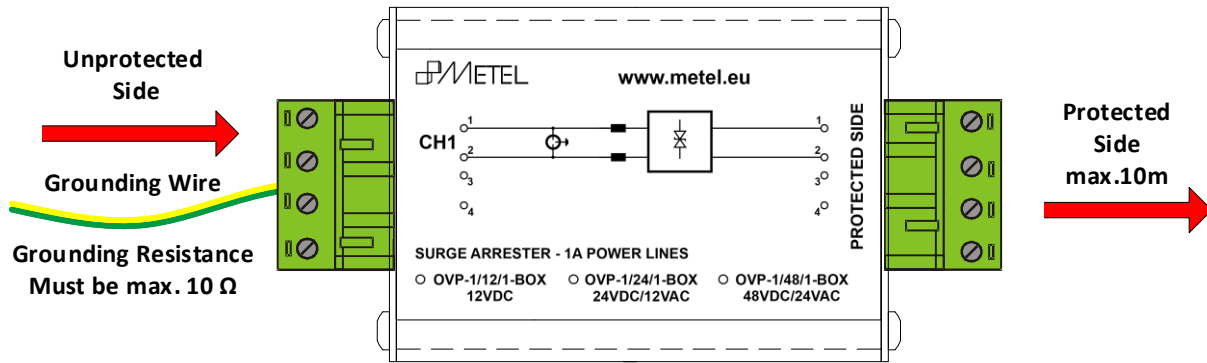 Unprotected
Side
Grounding Wire
Grounding Resistance
Must be max. 10 Ω
METEL
www.metel.eu
CH1
1
2
3
4
1
2
3
4
PROTECTED SIDE
SURGE ARRESTER - 1A POWER LINES
OVP-1/12/1-BOX
12VDC
OVP-1/24/1-BOX
24VDC/12VAC
OVP-1/48/1-BOX
48VDC/24VAC
Protected
Side
max.10m